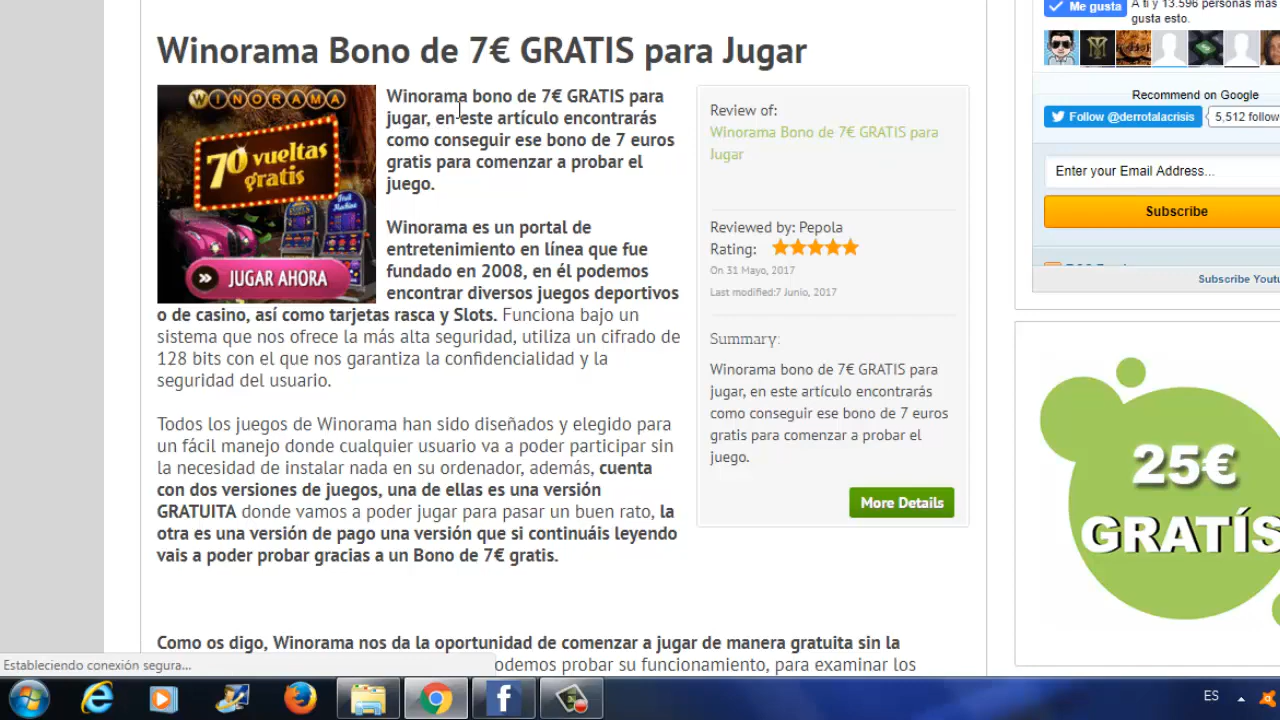 Winorama Bono de 7€ GRATIS para Jugar
WINORAMA
70 vueltas
gratis
JUGAR AHORA
Winorama bono de 7€ GRATIS para
jugar, en este artículo encontrarás
como conseguir ese bono de 7 euros
gratis para comenzar a probar el
juego.
Winorama es un portal de
entretenimiento en línea que fue
fundado en 2008, en él podemos
encontrar diversos juegos deportivos
o de casino, así como tarjetas rasca y Slots. Funciona bajo un
sistema que nos ofrece la más alta seguridad, utiliza un cifrado de
128 bits con el que nos garantiza la confidencialidad y la
seguridad del usuario.
Todos los juegos de Winorama han sido diseñados y elegido para
un fácil manejo donde cualquier usuario va a poder participar sin
la necesidad de instalar nada en su ordenador, además, cuenta
con dos versiones de juegos, una de ellas es una versión
GRATUITA donde vamos a poder jugar para pasar un buen rato, la
otra es una versión de pago una versión que si continuáis leyendo
vais a poder probar gracias a un Bono de 7€ gratis.
Como os digo, Winorama nos da la oportunidad de comenzar a jugar de manera gratuita sin la
podemos probar su funcionamiento, para examinar los
Estableciendo conexión segura...
Review of:
Winorama Bono de 7€ GRATIS para
Jugar
Reviewed by: Pepola
Rating:
On 31 Mayo, 2017
Last modified:7 Junio, 2017
Summary:
Winorama bono de 7€ GRATIS para
jugar, en este artículo encontrarás
como conseguir ese bono de 7 euros
gratis para comenzar a probar el
juego.
More Details
Me gusta
A ti y 13.596 personas más
gusta esto.
Recommend on Google
Follow @derrotalacrisis
5,512 follow
Enter your Email Address...
Subscribe
Subscribe Youtu
25€
GRATÍS
ES